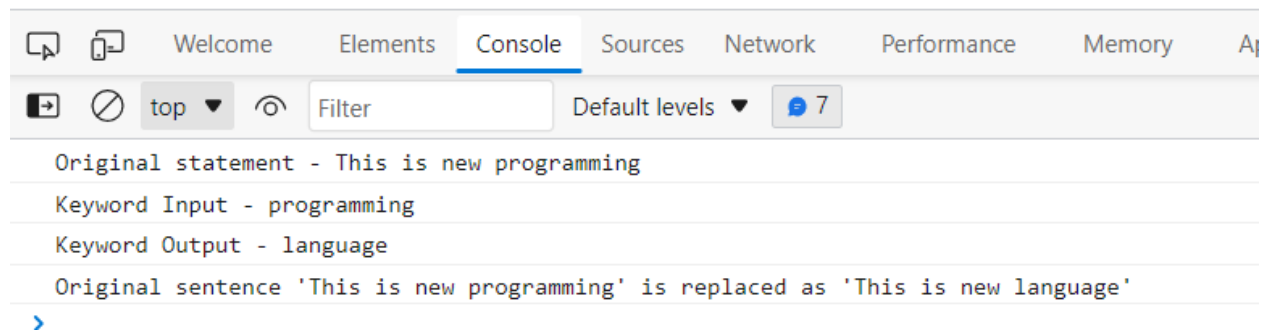 Welcome Elements Console Sources Network Performance Memory
top Filter Default levels 7
Original statement - This is new programming
Keyword Input - programming
Keyword Output - language
Original sentence 'This is new programming' is replaced as 'This is new language'